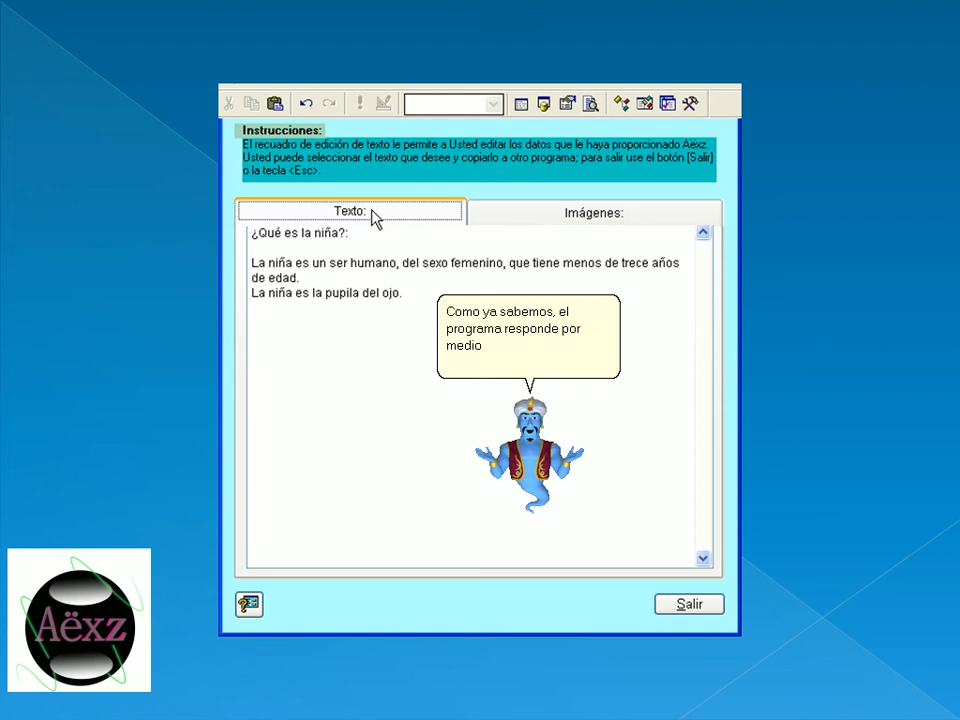 Instrucciones:
El recuadro de edición de texto le permite a Usted editar los datos que le haya proporcionado Aëxz.
Usted puede seleccionar el texto que desee y copiarlo a otro programa; para salir use el botón [Salir]
o la tecla <Esc>.
Texto:
Imágenes:
¿Qué es la niña?:
La niña es un ser humano, del sexo femenino, que tiene menos de trece años
de edad.
La niña es la pupila del ojo.
Como ya sabemos, el
programa responde por
medio
Salir
Aëxz